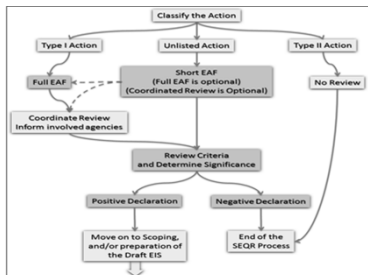 Classify the Action
Type I Action
Unlisted Action
Type II Action
Full EAF
Short EAF
(Full EAF is optional)
(Coordinated Review is Optional)
No Review
Coordinate Review
Inform involved agencies
Review Criteria
and Determine Significance
Positive Declaration
Negative Declaration
Move on to Scoping,
and/or preparation of
the Draft EIS
End of the
SEQR Process